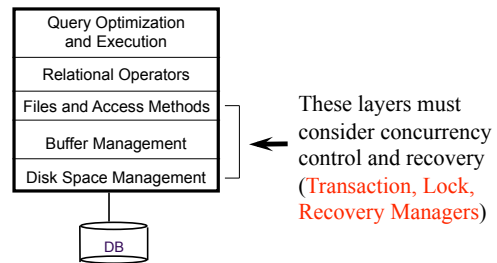 Query Optimization
and Execution
Relational Operators
Files and Access Methods
Buffer Management
Disk Space Management
DB
These layers must
consider concurrency
control and recovery
(Transaction, Lock,
Recovery Managers)